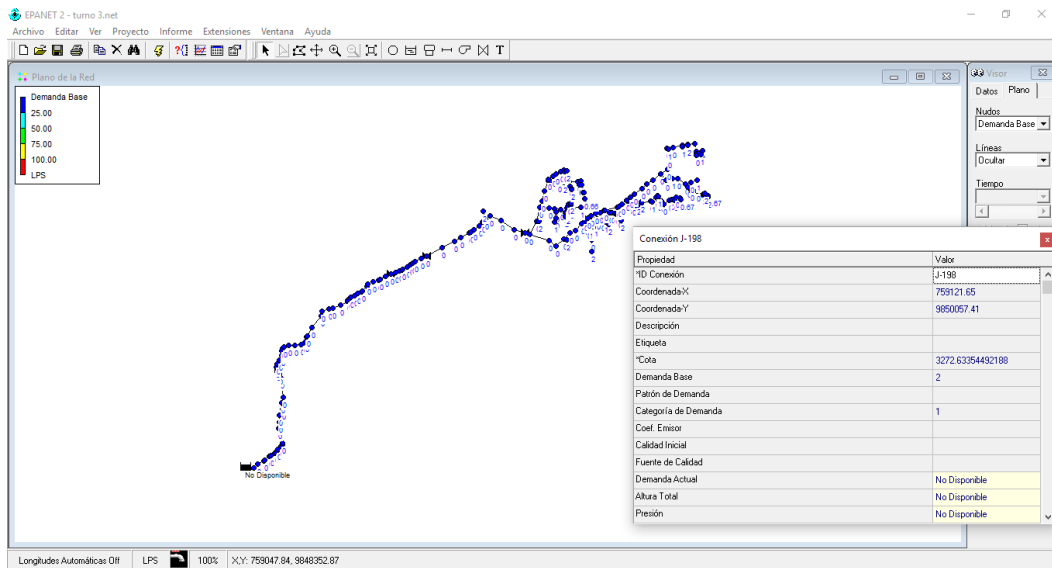 EPANET 2 - turno 3.net
Archivo Editar Ver Proyecto Informe Extensiones Ventana Ayuda
Plano de la Red
Visor
Datos Plano
Nudos
Demanda Base
Líneas
Ocultar
Tiempo
Demanda Base
25.00
50.00
75.00
100.00
LPS
No Disponible
Conexión J-198
Propiedad Valor
*ID Conexión J-198
Coordenada-X 759121.65
Coordenada-Y 9850057.41
Descripción
Etiqueta
*Cota 3272.63354492188
Demanda Base 2
Patrón de Demanda
Categoría de Demanda 1
Coef. Emisor
Calidad Inicial
Fuente de Calidad
Demanda Actual No Disponible
Altura Total No Disponible
Presión No Disponible
Longitudes Automáticas Off LPS 100% X,Y: 759047.84, 9848352.87